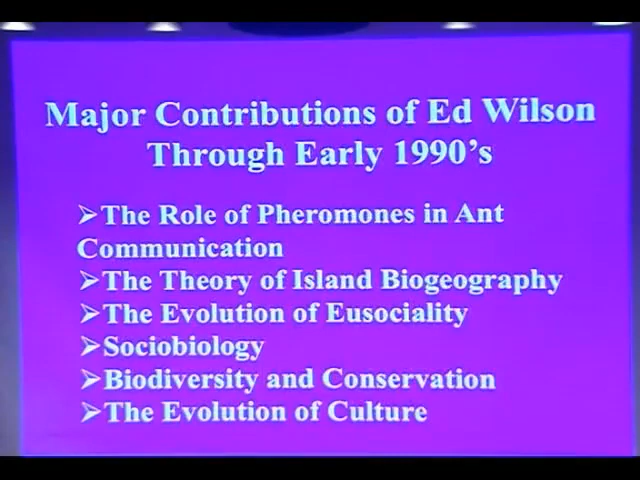 Major Contributions of Ed Wilson
Through Early 1990's
➢The Role of Pheromones in Ant
Communication
➢The Theory of Island Biogeography
➢The Evolution of Eusociality
➢Sociobiology
➢Biodiversity and Conservation
➢The Evolution of Culture